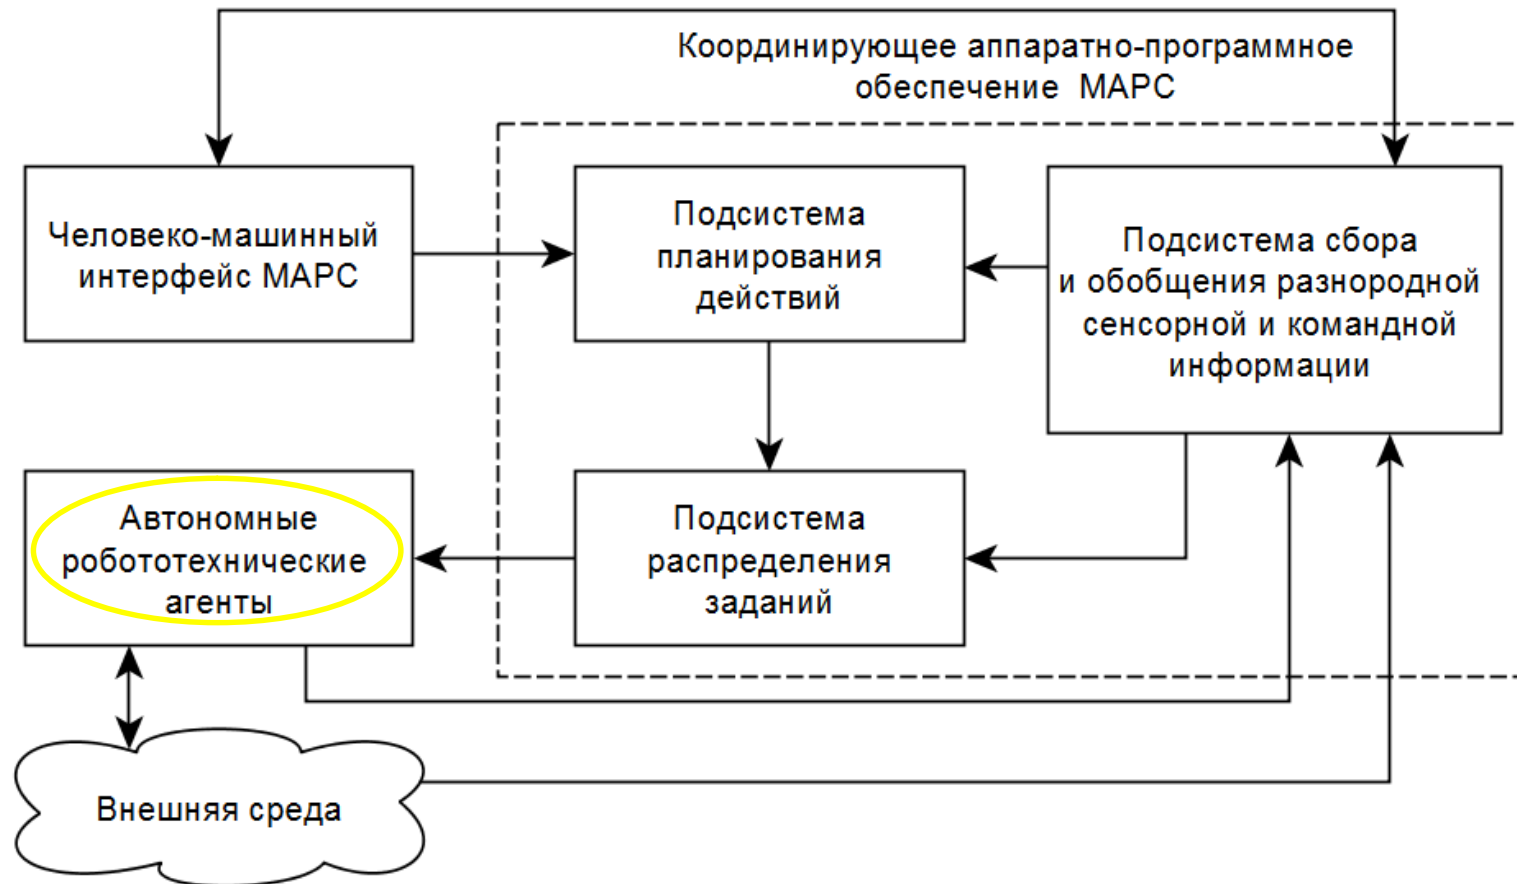 Координирующее аппаратно-программное
обеспечение МАРС
Человеко-машинный
интерфейс МАРС
Подсистема
планирования
действий
Подсистема сбора
и обобщения разнородной
сенсорной и командной
информации
Автономные
робототехнические
агенты
Подсистема
распределения
заданий
Внешняя среда